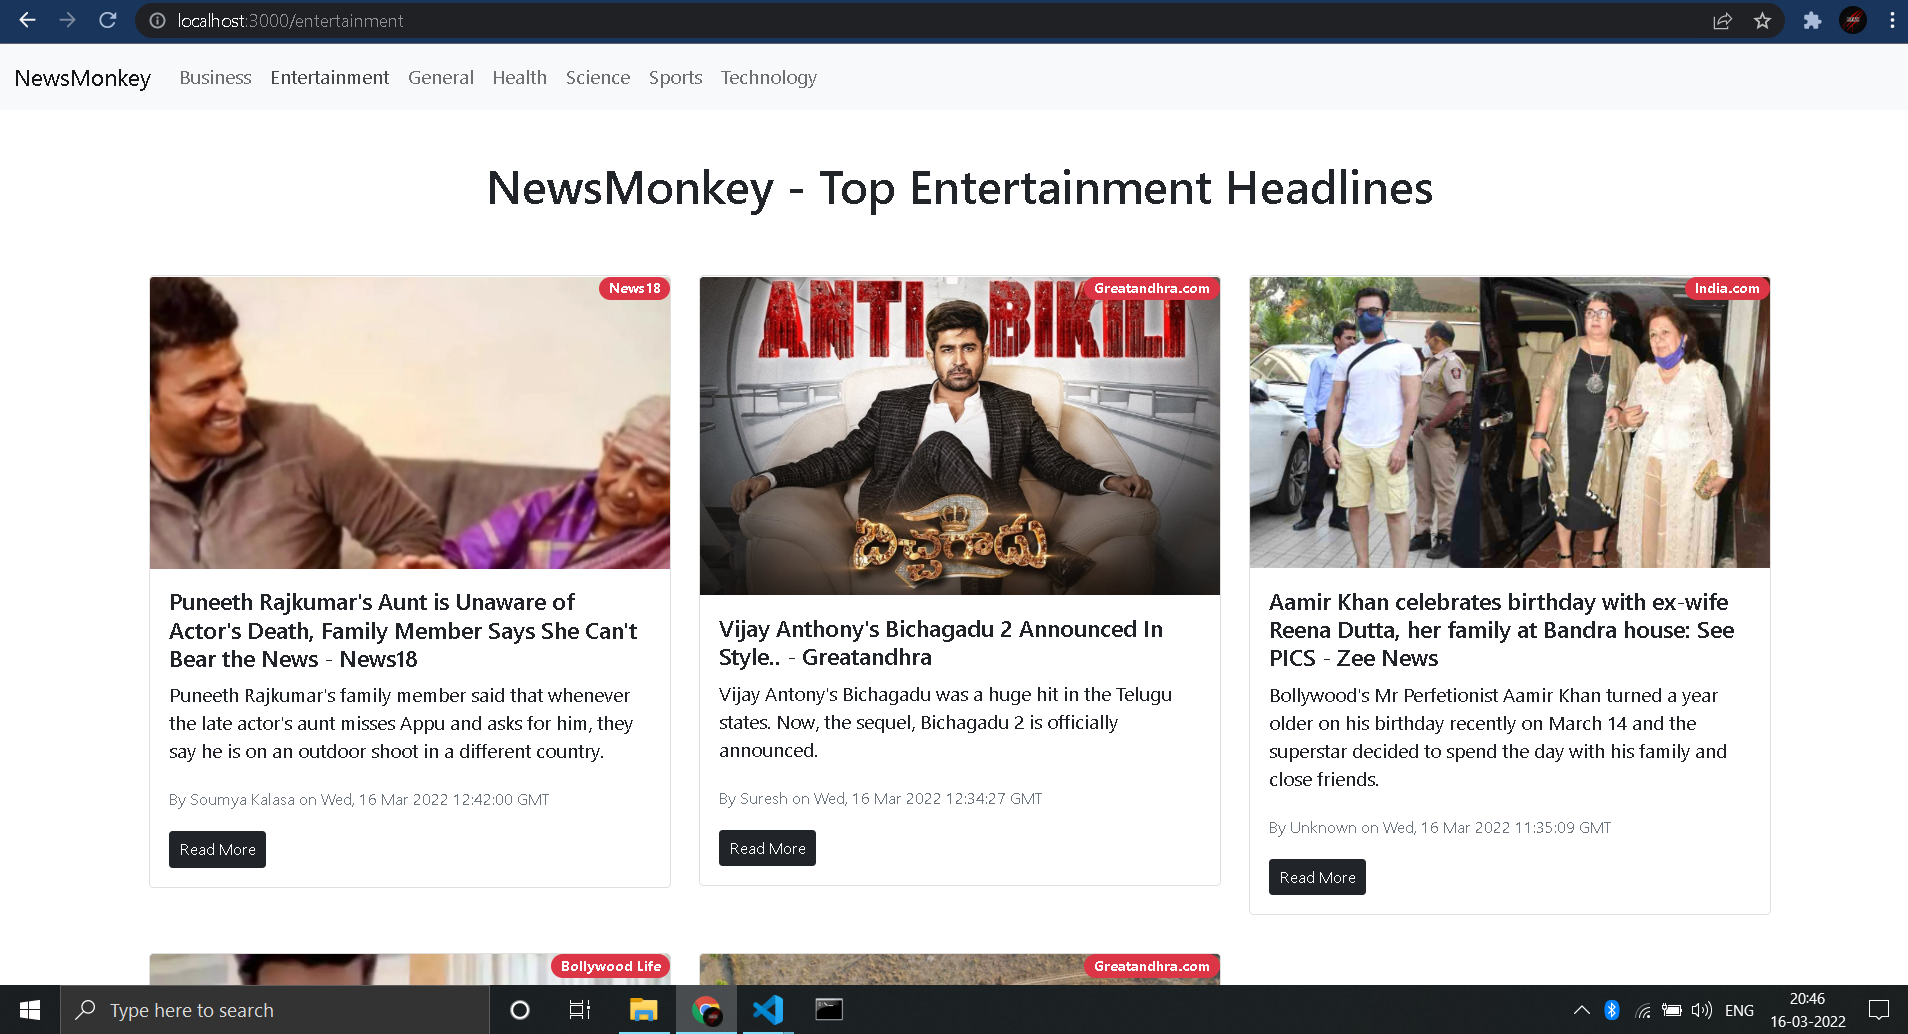 localhost:3000/entertainment
NewsMonkey Business Entertainment General Health Science Sports Technology
NewsMonkey - Top Entertainment Headlines
News18
Puneeth Rajkumar's Aunt is Unaware of
Actor's Death, Family Member Says She Can't
Bear the News - News18
Puneeth Rajkumar's family member said that whenever
the late actor's aunt misses Appu and asks for him, they
say he is on an outdoor shoot in a different country.
By Soumya Kalasa on Wed, 16 Mar 2022 12:42:00 GMT
Read More
Greatandhra.com
ANTI BIKILI
బిచ్చగాడు
2
Vijay Anthony's Bichagadu 2 Announced In
Style.. - Greatandhra
Vijay Antony's Bichagadu was a huge hit in the Telugu
states. Now, the sequel, Bichagadu 2 is officially
announced.
By Suresh on Wed, 16 Mar 2022 12:34:27 GMT
Read More
India.com
Aamir Khan celebrates birthday with ex-wife
Reena Dutta, her family at Bandra house: See
PICS - Zee News
Bollywood's Mr Perfetionist Aamir Khan turned a year
older on his birthday recently on March 14 and the
superstar decided to spend the day with his family and
close friends.
By Unknown on Wed, 16 Mar 2022 11:35:09 GMT
Read More
Bollywood Life
Greatandhra.com
Type here to search
ENG
20:46
16-03-2022